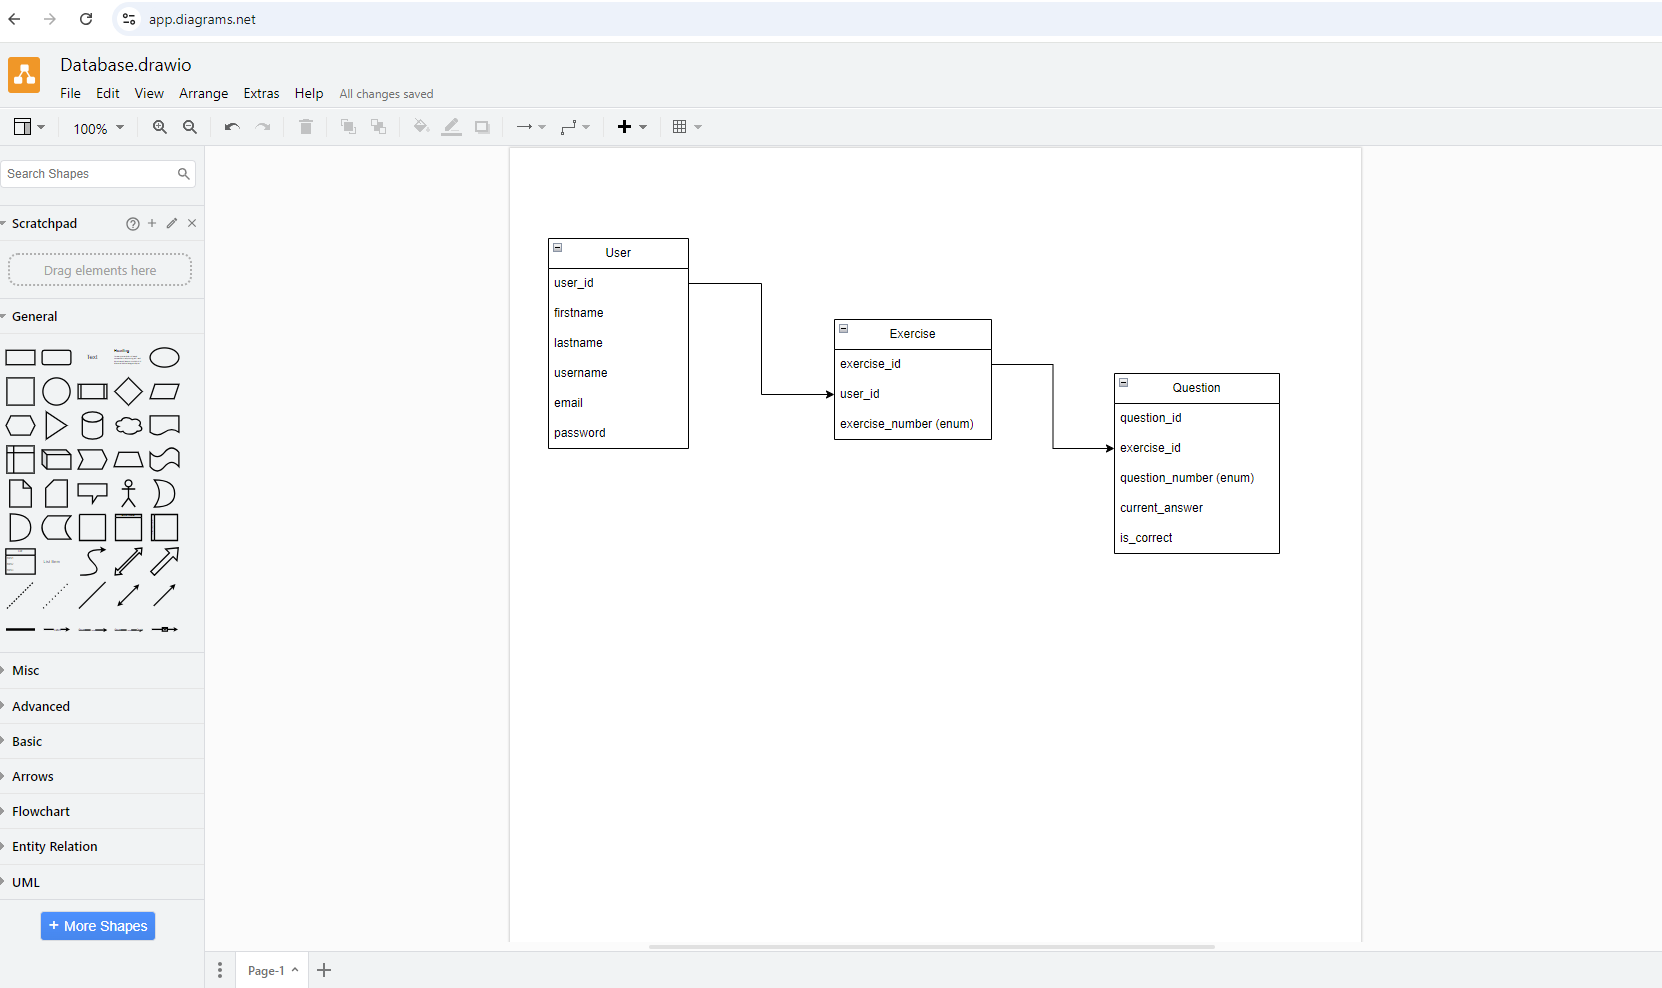 app.diagrams.net
Database.drawio
File Edit View Arrange Extras Help All changes saved
100%
Search Shapes
Scratchpad
Drag elements here
General
Text
Heading
Misc
Advanced
Basic
Arrows
Flowchart
Entity Relation
UML
+ More Shapes
User
user_id
firstname
lastname
username
email
password
Exercise
exercise_id
user_id
exercise_number (enum)
Question
question_id
exercise_id
question_number (enum)
current_answer
is_correct
Page-1